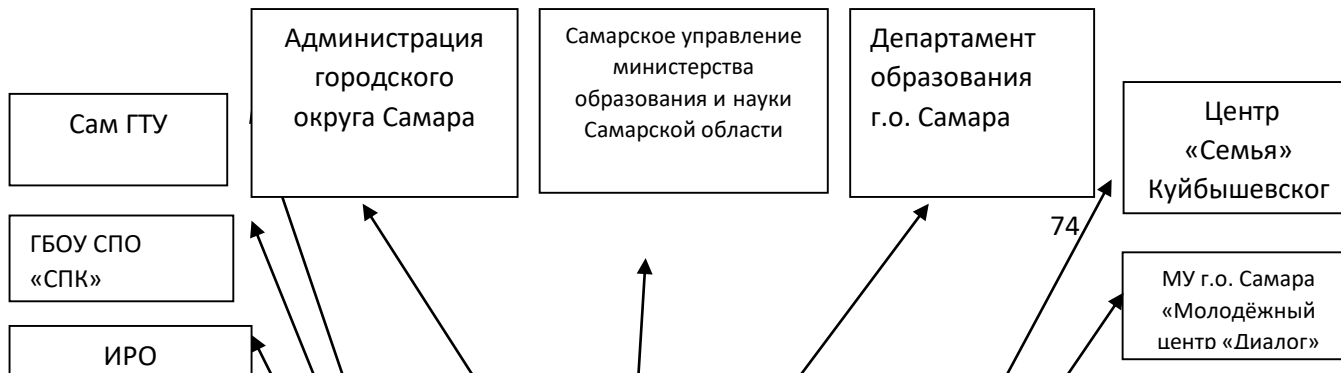 Администрация
городского
округа Самара
Самарское управление
министерства
образования и науки
Самарской области
Департамент
образования
г.о. Самара
Сам ГТУ
Центр
«Семья»
Куйбышевског
ГБОУ СПО
«СПК»
74
МУ г.о. Самара
«Молодёжный
центр «Диалог»
ИРО